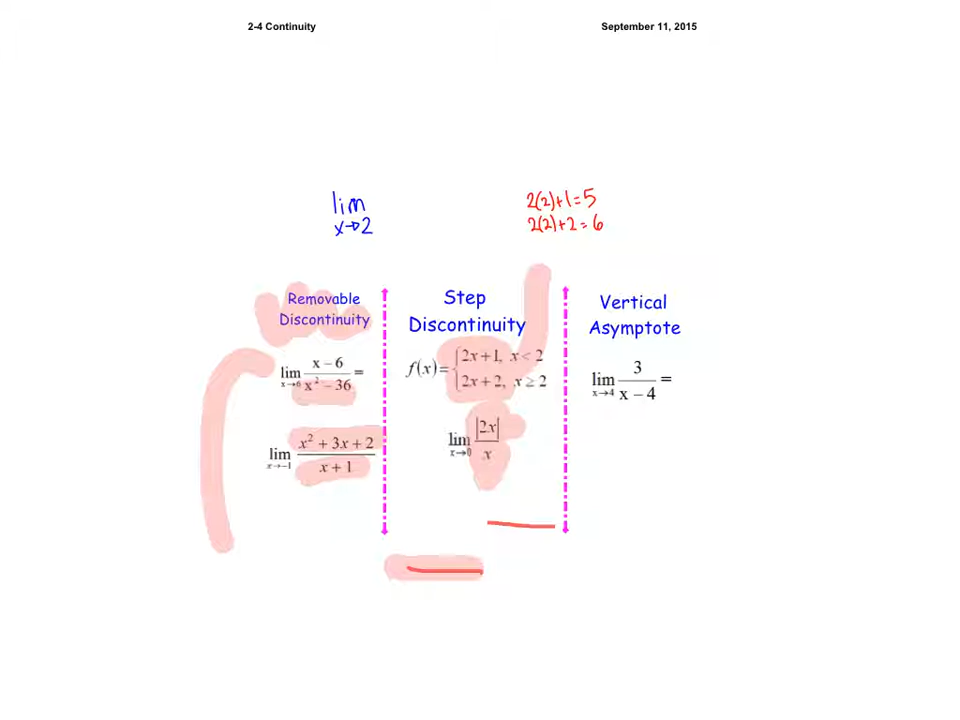 2-4 Continuity
September 11, 2015
lim
x→2
2(2)+1=5
2(2)+2=6
Removable
Discontinuity
lim x→6 (x − 6)/(x² − 36) =
lim x→−1 (x² + 3x + 2)/(x + 1)
Step
Discontinuity
f(x) = { 2x + 1, x < 2
2x + 2, x ≥ 2
lim x→0 |2x|/x
Vertical
Asymptote
lim x→4 3/(x − 4) =